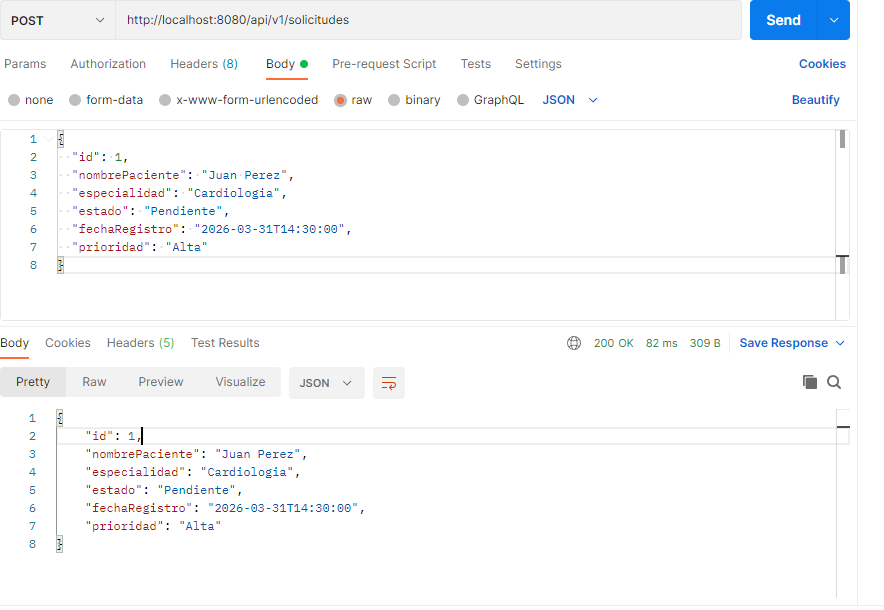 POST http://localhost:8080/api/v1/solicitudes Send
Params Authorization Headers (8) Body Pre-request Script Tests Settings Cookies
none form-data x-www-form-urlencoded raw binary GraphQL JSON Beautify
1 {
2 "id": 1,
3 "nombrePaciente": "Juan Perez",
4 "especialidad": "Cardiologia",
5 "estado": "Pendiente",
6 "fechaRegistro": "2026-03-31T14:30:00",
7 "prioridad": "Alta"
8 }
Body Cookies Headers (5) Test Results 200 OK 82 ms 309 B Save Response
Pretty Raw Preview Visualize JSON
1 {
2 "id": 1,
3 "nombrePaciente": "Juan Perez",
4 "especialidad": "Cardiologia",
5 "estado": "Pendiente",
6 "fechaRegistro": "2026-03-31T14:30:00",
7 "prioridad": "Alta"
8 }